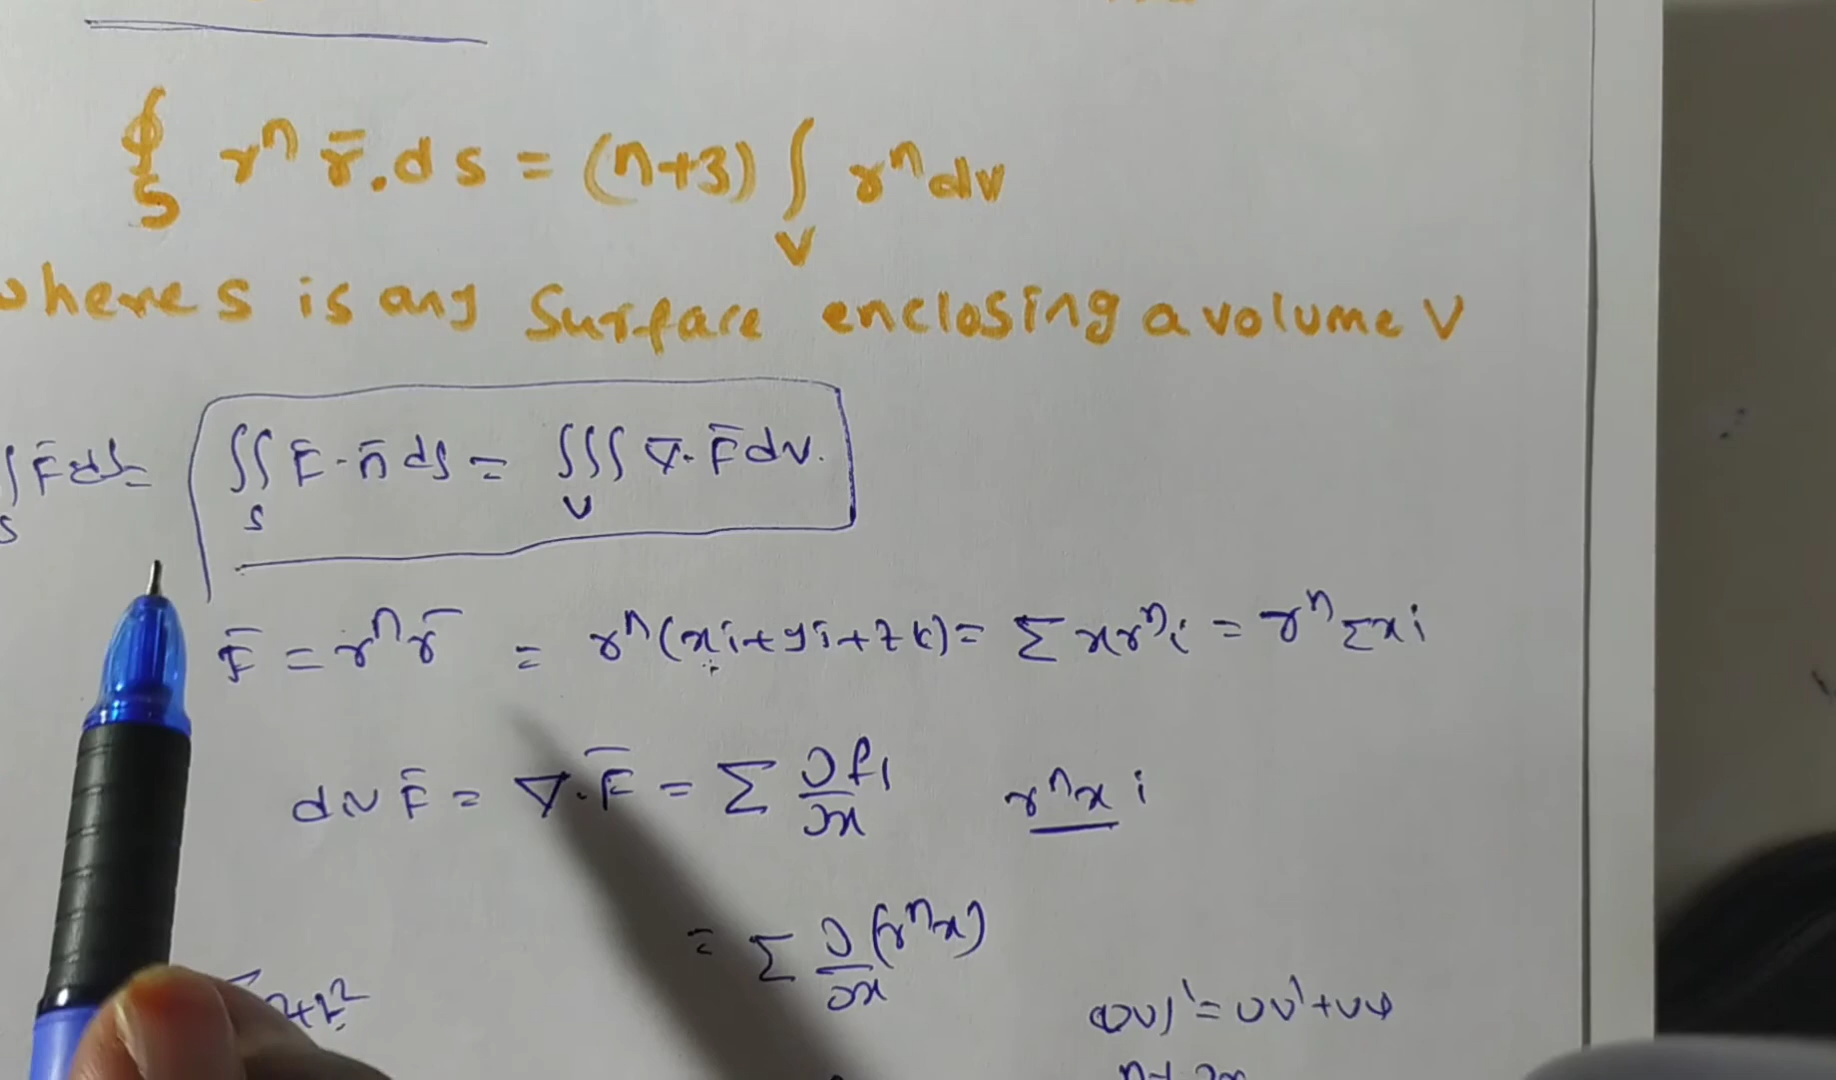 ∮_S r^n r̄.ds = (n+3) ∫_V r^n dv
where s is any Surface enclosing a volume V
∫_S F̄ ds = ∬_S F̄·n̄ ds = ∭_V ∇·F̄ dv.
F̄ = r^n r̄ = r^n(xi+yj+zk) = Σ x r^n i = r^n Σxi
div F̄ = ∇·F̄ = Σ ∂f₁/∂x r^n x i
= Σ ∂/∂x (r^n x)
(uv)' = uv' + vu